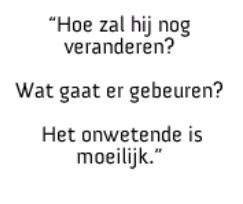 “Hoe zal hij nog
veranderen?
Wat gaat er gebeuren?
Het onwetende is
moeilijk.”